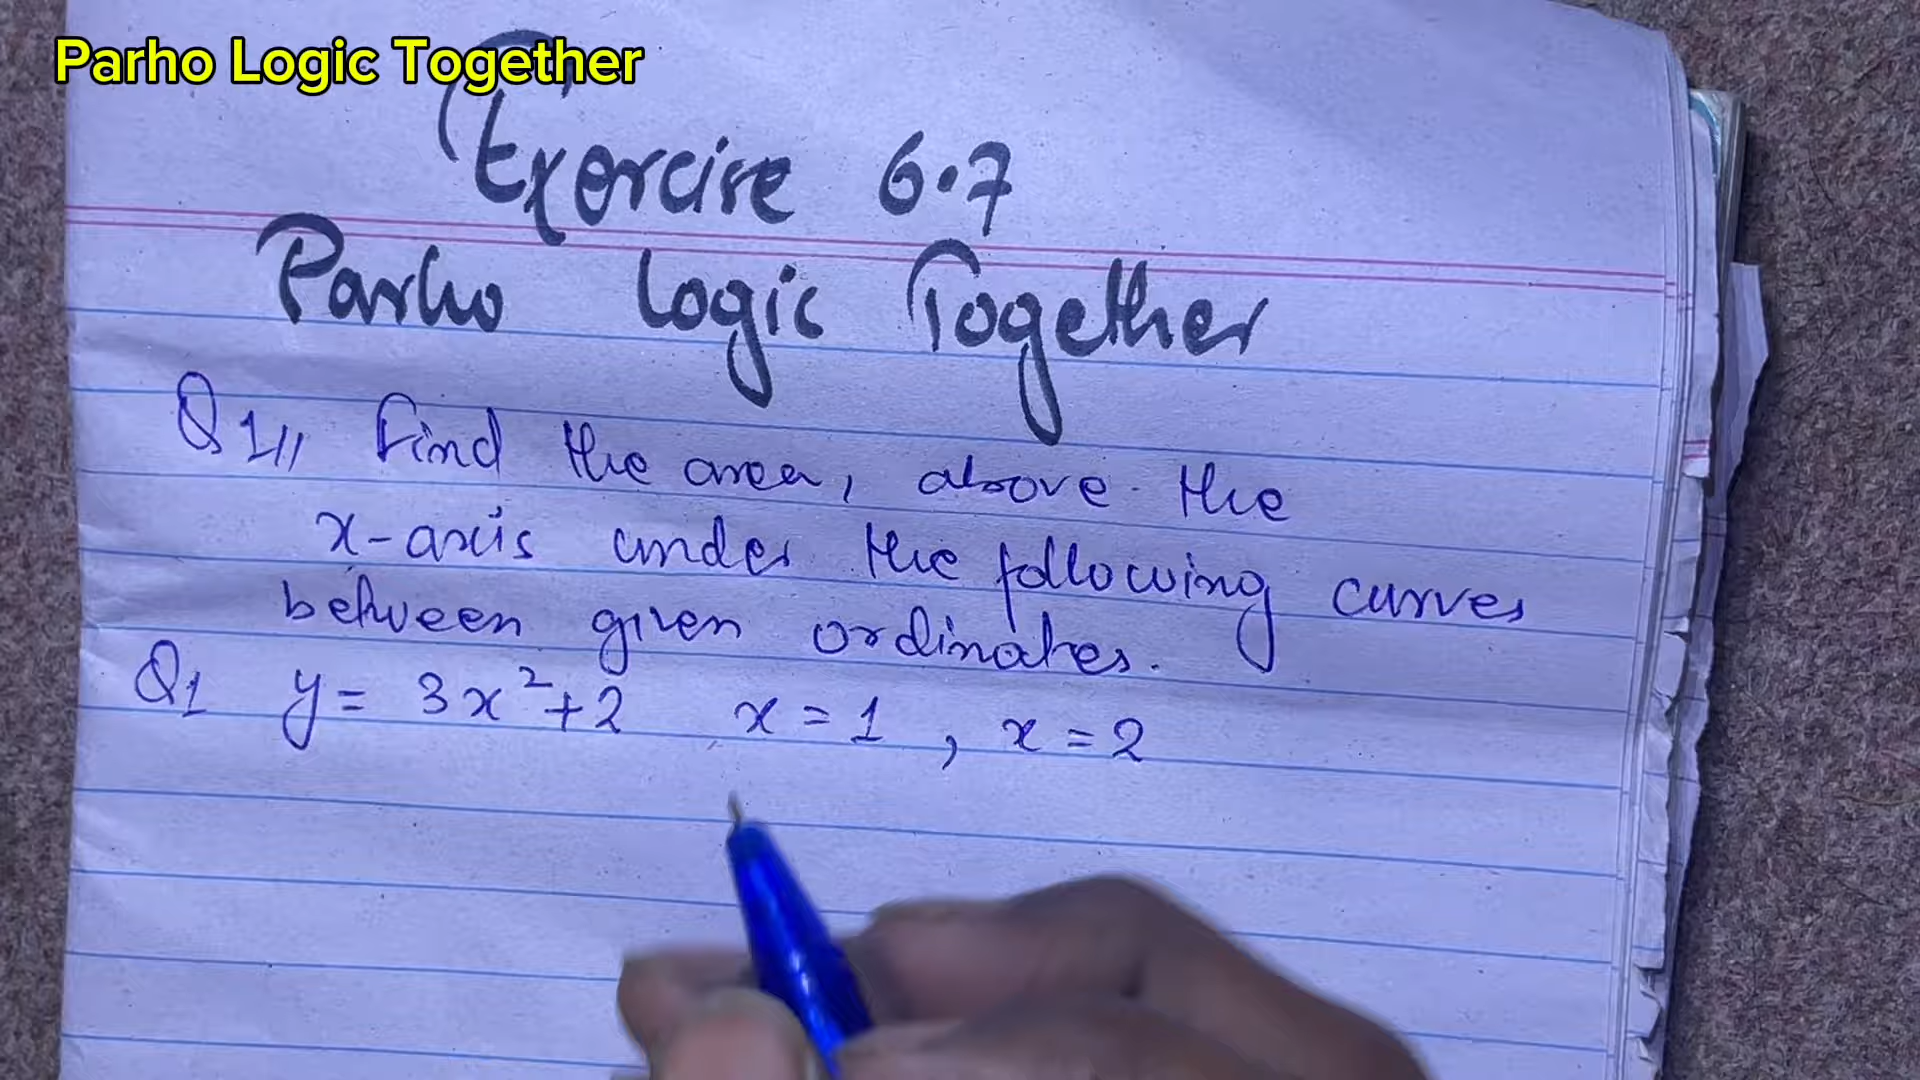 Parho Logic Together
Exercise 6.7
Parho Logic Together
Q1// Find the area, above the
x-axis under the following curves
between given ordinates.
Q1 y = 3x²+2 x = 1, x = 2